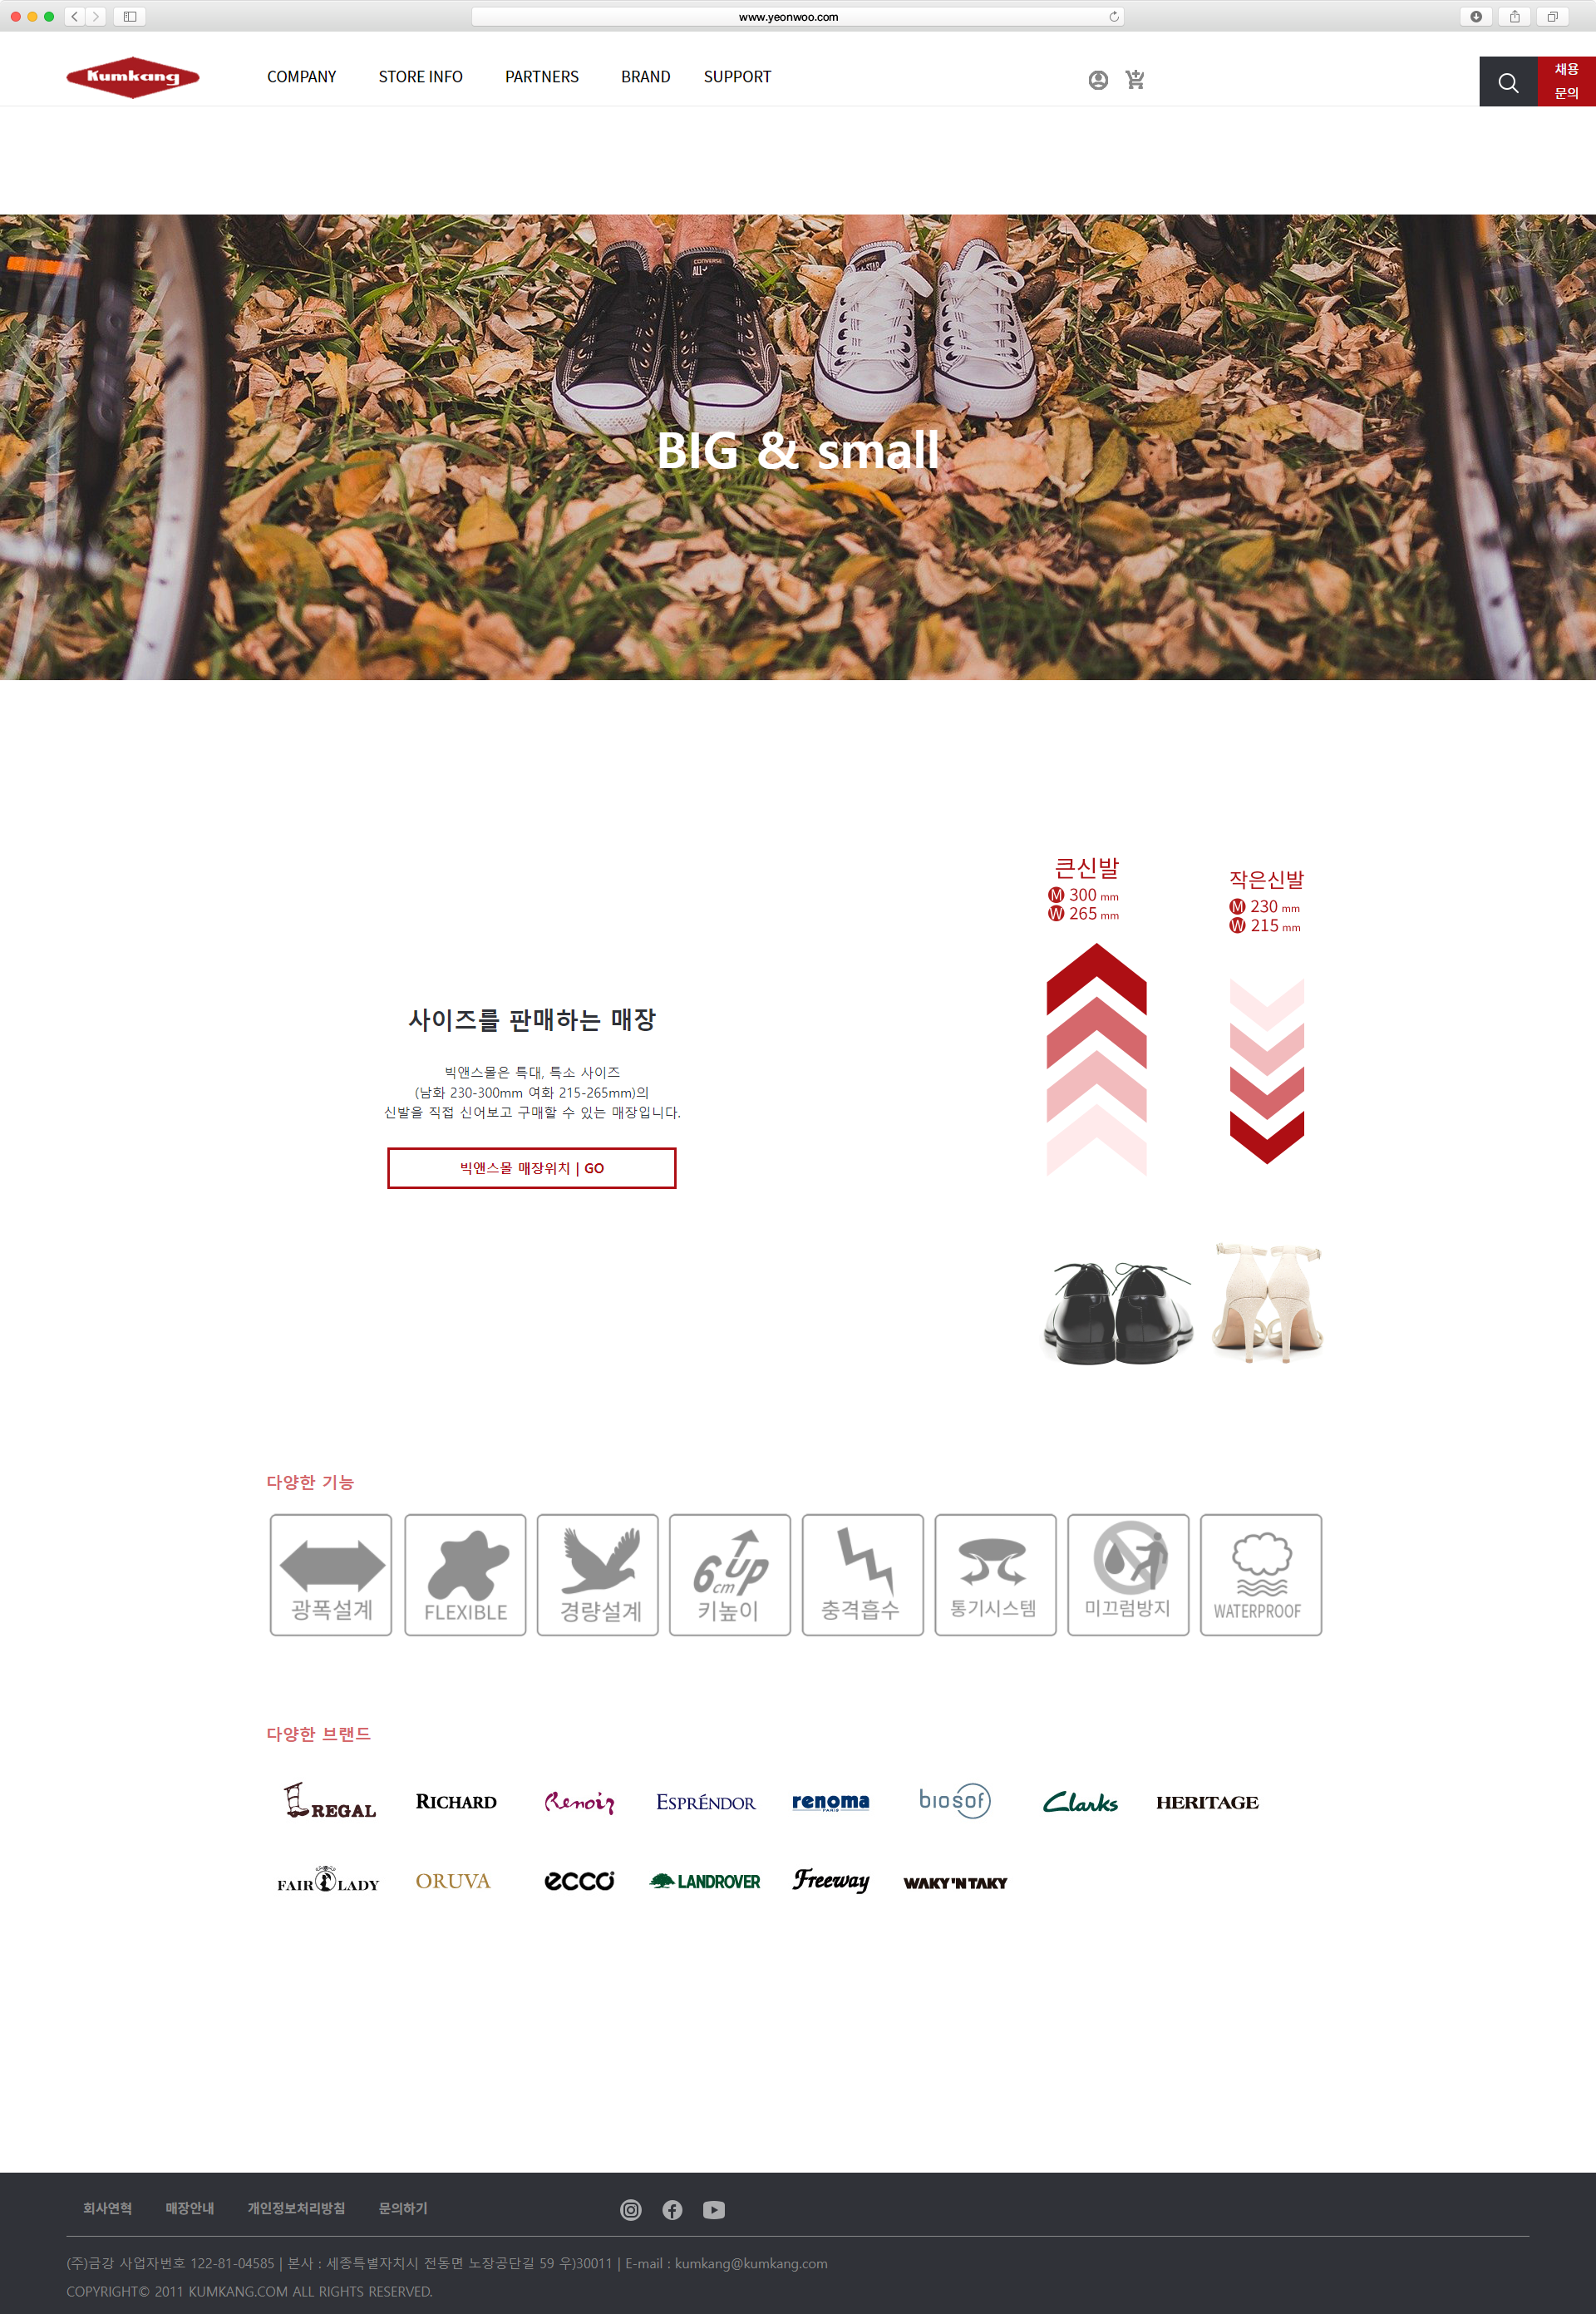 www.yeonwoo.com
Kumkang
COMPANY STORE INFO PARTNERS BRAND SUPPORT
채용
문의
CONVERSE
ALL
BIG & small
큰신발
M 300 mm
W 265 mm
작은신발
M 230 mm
W 215 mm
사이즈를 판매하는 매장
빅앤스몰은 특대, 특소 사이즈
(남화 230-300mm 여화 215-265mm)의
신발을 직접 신어보고 구매할 수 있는 매장입니다.
빅앤스몰 매장위치 | GO
다양한 기능
광폭설계
FLEXIBLE
경량설계
6cm UP
키높이
충격흡수
통기시스템
미끄럼방지
WATERPROOF
다양한 브랜드
REGAL RICHARD Renoir ESPRÉNDOR renoma PARIS biosof Clarks HERITAGE
FAIR LADY ORUVA ecco LANDROVER Freeway WAKY'NTAKY
회사연혁 매장안내 개인정보처리방침 문의하기
(주)금강 사업자번호 122-81-04585 | 본사 : 세종특별자치시 전동면 노장공단길 59 우)30011 | E-mail : kumkang@kumkang.com
COPYRIGHT© 2011 KUMKANG.COM ALL RIGHTS RESERVED.